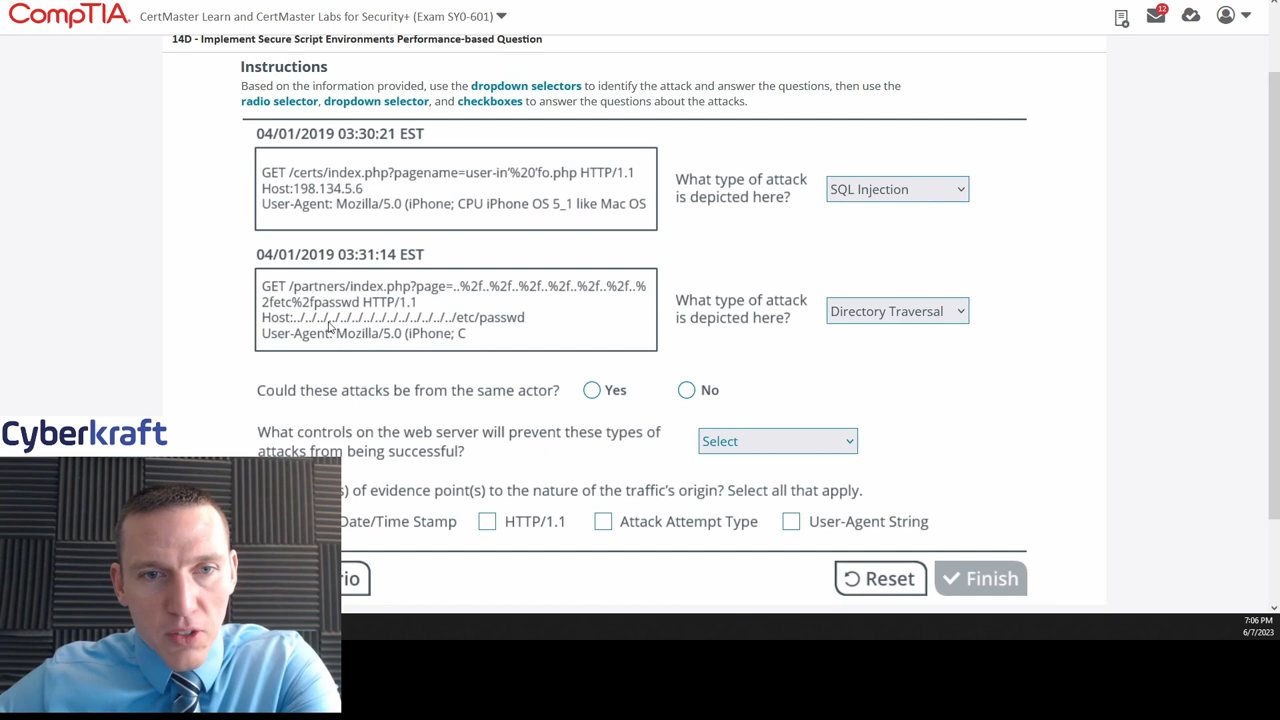 CompTIA. CertMaster Learn and CertMaster Labs for Security+ (Exam SY0-601) 12
14D - Implement Secure Script Environments Performance-based Question
Instructions
Based on the information provided, use the dropdown selectors to identify the attack and answer the questions, then use the
radio selector, dropdown selector, and checkboxes to answer the questions about the attacks.
04/01/2019 03:30:21 EST
GET /certs/index.php?pagename=user-in'%20'fo.php HTTP/1.1
Host:198.134.5.6
User-Agent: Mozilla/5.0 (iPhone; CPU iPhone OS 5_1 like Mac OS
What type of attack
is depicted here?
SQL Injection
04/01/2019 03:31:14 EST
GET /partners/index.php?page=..%2f..%2f..%2f..%2f..%2f..%2f..%2f..%
2fetc%2fpasswd HTTP/1.1
Host:../../../../../../../../../../../../../../etc/passwd
User-Agent: Mozilla/5.0 (iPhone; C
What type of attack
is depicted here?
Directory Traversal
Could these attacks be from the same actor? Yes No
What controls on the web server will prevent these types of
attacks from being successful?
Select
Cyberkraft
) of evidence point(s) to the nature of the traffic's origin? Select all that apply.
Date/Time Stamp HTTP/1.1 Attack Attempt Type User-Agent String
io Reset Finish
7:06 PM
6/7/2023